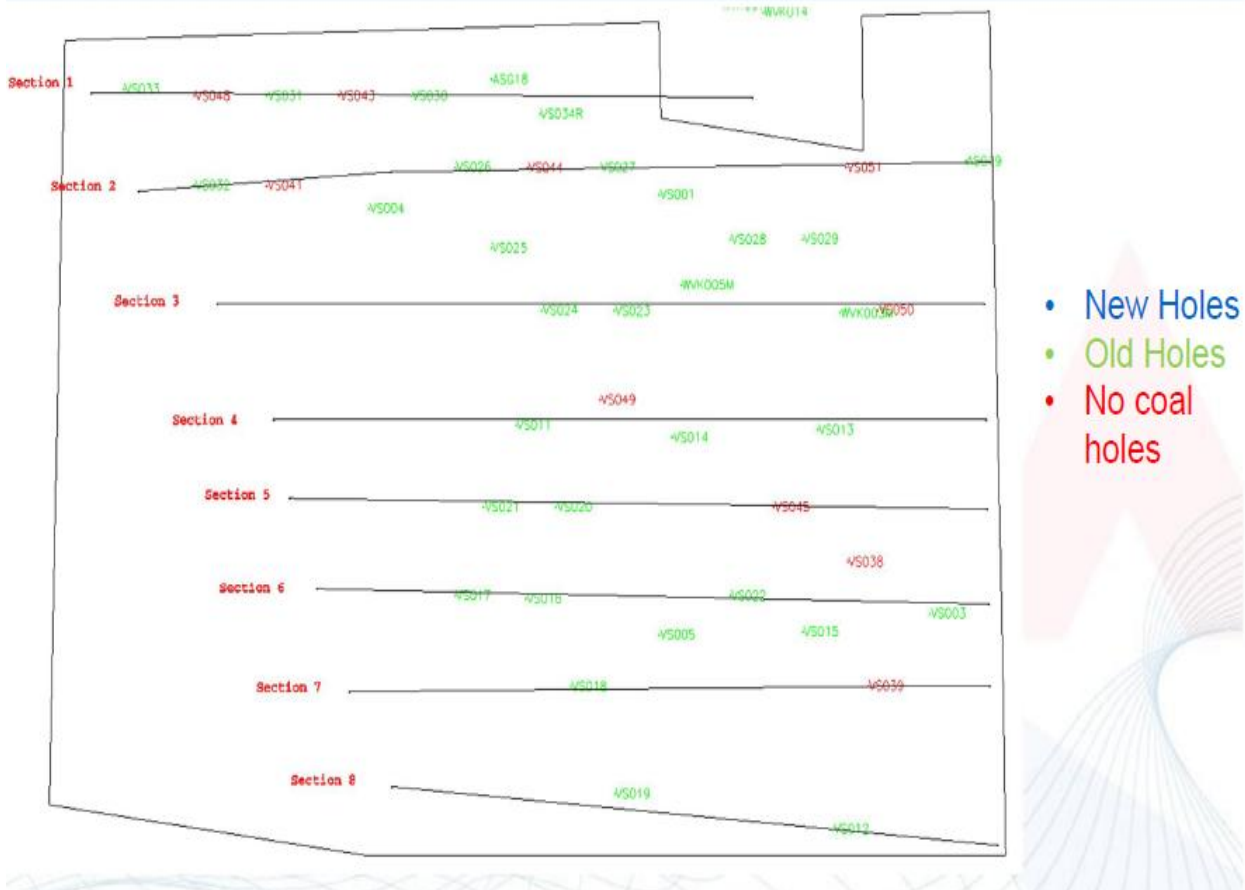 WVK014
Section 1
VS033
VS048
VS031
VS043
VS030
ASG18
VS034R
Section 2
VS032
VS041
VS026
VS044
VS027
VS051
VS004
VS001
VS025
VS028
VS029
WVK005M
Section 3
VS024
VS023
VS050
Section 4
VS049
VS011
VS014
VS013
Section 5
VS021
VS020
VS045
VS038
Section 6
VS017
VS016
VS022
VS003
VS005
VS015
Section 7
VS018
VS039
Section 8
VS019
VS012
• New Holes
• Old Holes
• No coal
holes